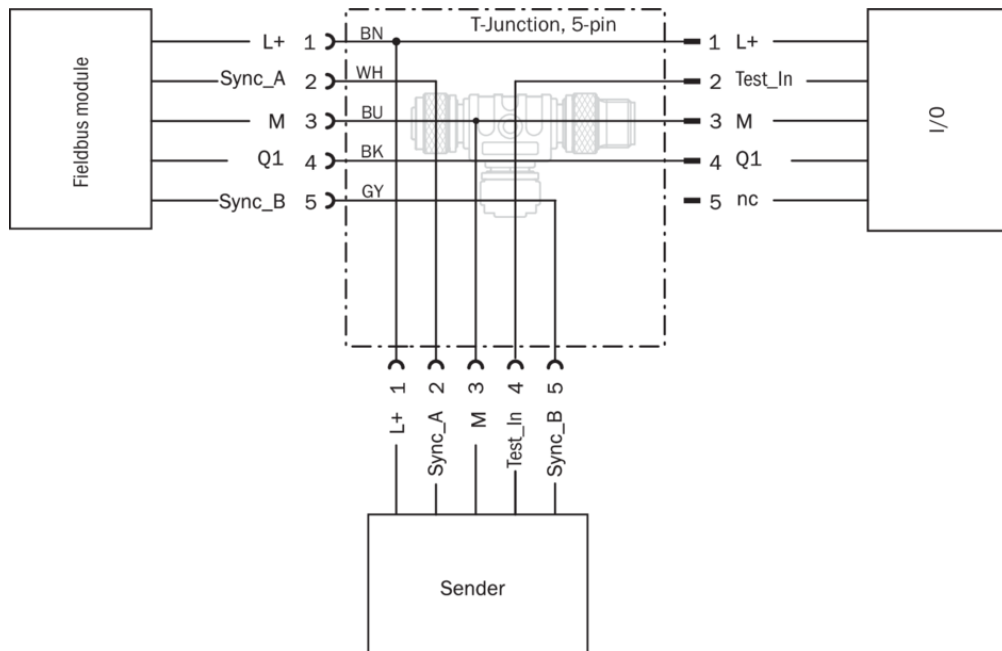 T-Junction, 5-pin
Fieldbus module
L+ 1 BN
Sync_A 2 WH
M 3 BU
Q1 4 BK
Sync_B 5 GY
1 L+
2 Test_In
3 M
4 Q1
5 nc
I/O
1 2 3 4 5
L+ Sync_A M Test_In Sync_B
Sender